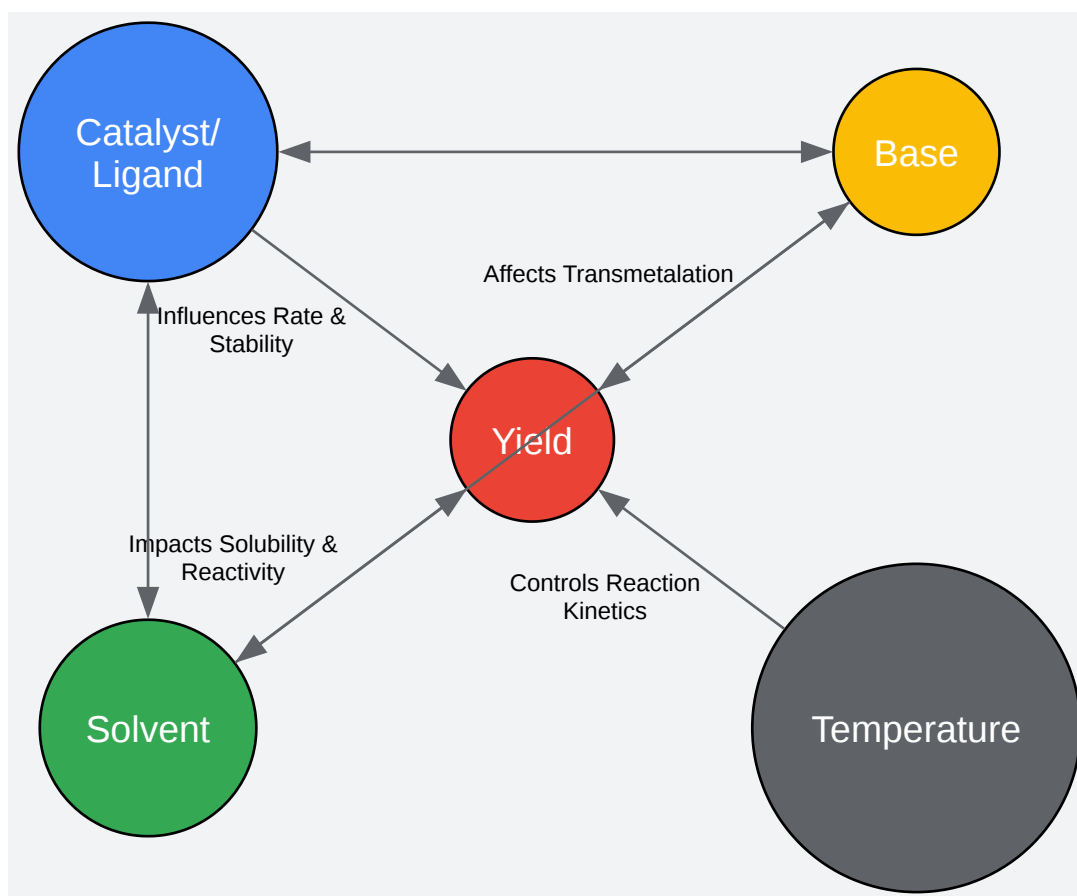 Catalyst/
Ligand
Base
Affects Transmetalation
Influences Rate &
Stability
Yield
Impacts Solubility &
Reactivity
Controls Reaction
Kinetics
Solvent
Temperature